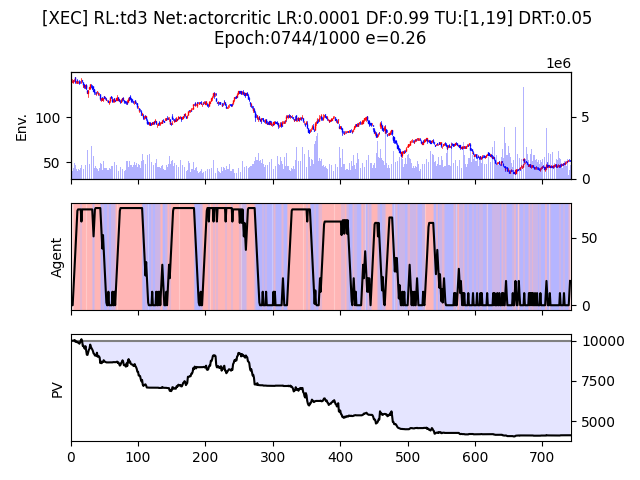 [XEC] RL:td3 Net:actorcritic LR:0.0001 DF:0.99 TU:[1,19] DRT:0.05
Epoch:0744/1000 e=0.26
1e6
Env.
100
50
5
0
Agent
50
0
PV
10000
7500
5000
0 100 200 300 400 500 600 700